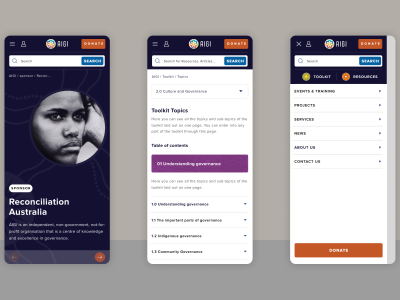 AIGI
DONATE
Search
SEARCH
AIGI / sponsor / Recon...
SPONSOR
Reconciliation
Australia
AIGI is an independent, non-government, not-for-
profit organisation that is a centre of knowledge
and excellence in governance.
AIGI
DONATE
Search for Resources, Articles...
SEARCH
AIGI / Toolkit / Topics
2.0 Culture and Governance
Toolkit Topics
Here you can see all the topics and sub topics of the
toolkit laid out on one page. You can enter into any
part of the toolkit through this page.
Table of contents
01 Understanding governance
Here you can see all the topics and sub topics of the
toolkit laid out on one page.
1.0 Understanding governance
1.1 The important parts of governance
1.2 Indigenous governance
1.3 Community Governance
AIGI
DONATE
Search
SEARCH
TOOLKIT
RESOURCES
EVENTS & TRAINING
PROJECTS
SERVICES
NEWS
ABOUT US
CONTACT US
DONATE